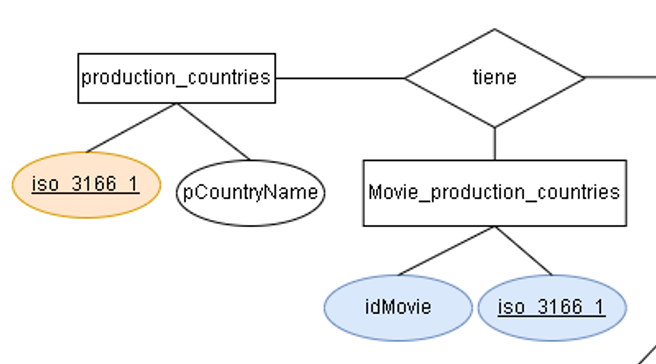 production_countries
tiene
iso_3166_1
pCountryName
Movie_production_countries
idMovie
iso_3166_1